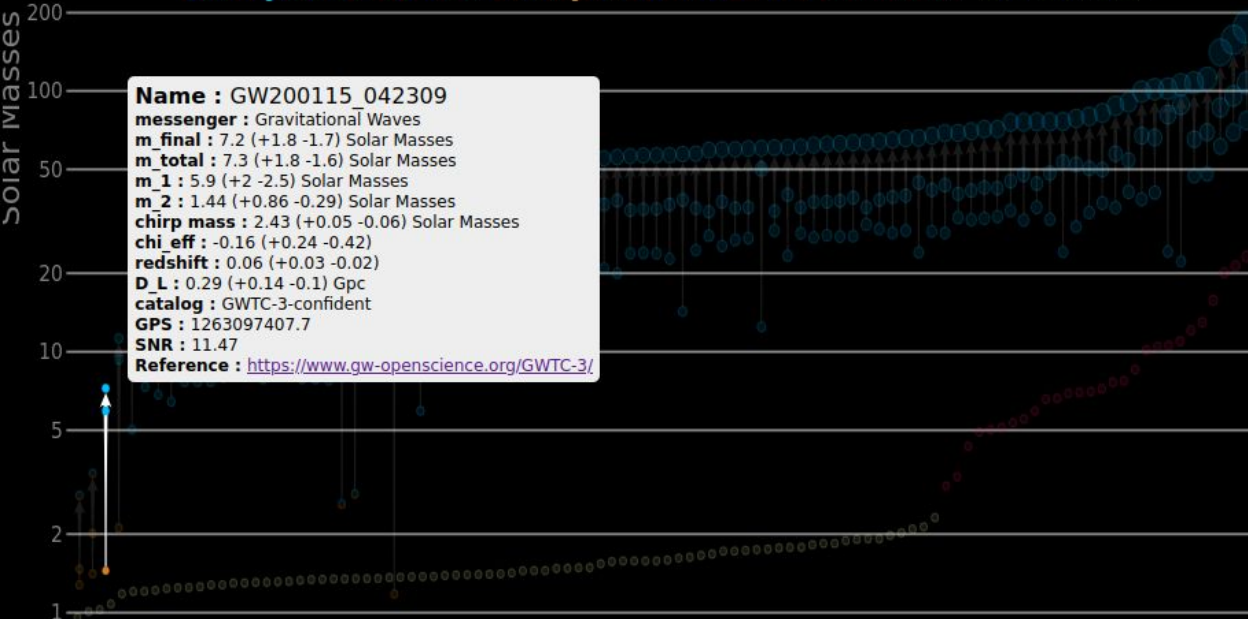 Solar Masses
200
100
50
20
10
5
2
1
Name : GW200115_042309
messenger : Gravitational Waves
m_final : 7.2 (+1.8 -1.7) Solar Masses
m_total : 7.3 (+1.8 -1.6) Solar Masses
m_1 : 5.9 (+2 -2.5) Solar Masses
m_2 : 1.44 (+0.86 -0.29) Solar Masses
chirp mass : 2.43 (+0.05 -0.06) Solar Masses
chi_eff : -0.16 (+0.24 -0.42)
redshift : 0.06 (+0.03 -0.02)
D_L : 0.29 (+0.14 -0.1) Gpc
catalog : GWTC-3-confident
GPS : 1263097407.7
SNR : 11.47
Reference : https://www.gw-openscience.org/GWTC-3/